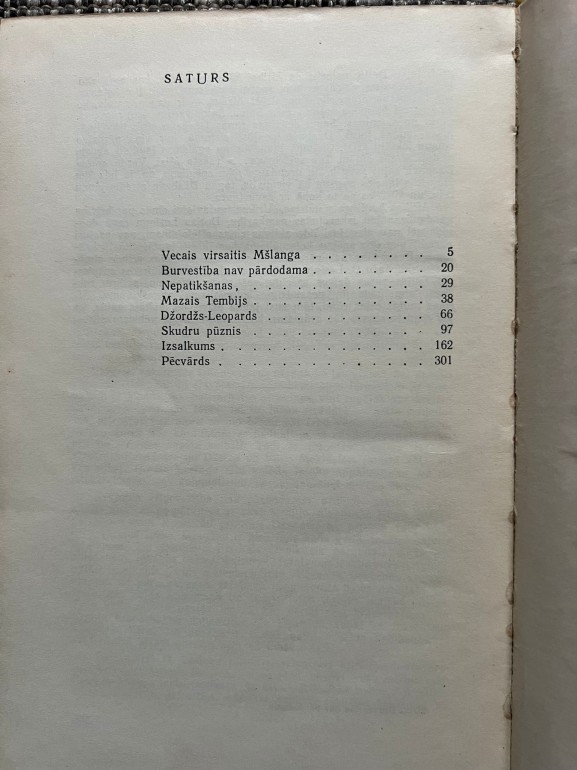 SATURS
Vecais virsaitis Mšlanga . . . . . . . . 5
Burvestība nav pārdodama . . . . . . . . 20
Nepatikšanas . . . . . . . . . . . . 29
Mazais Tembijs . . . . . . . . . . . . 38
Džordžs-Leopards . . . . . . . . . . . 66
Skudru pūznis . . . . . . . . . . . . 97
Izsalkums . . . . . . . . . . . . . . 162
Pēcvārds . . . . . . . . . . . . . . 301